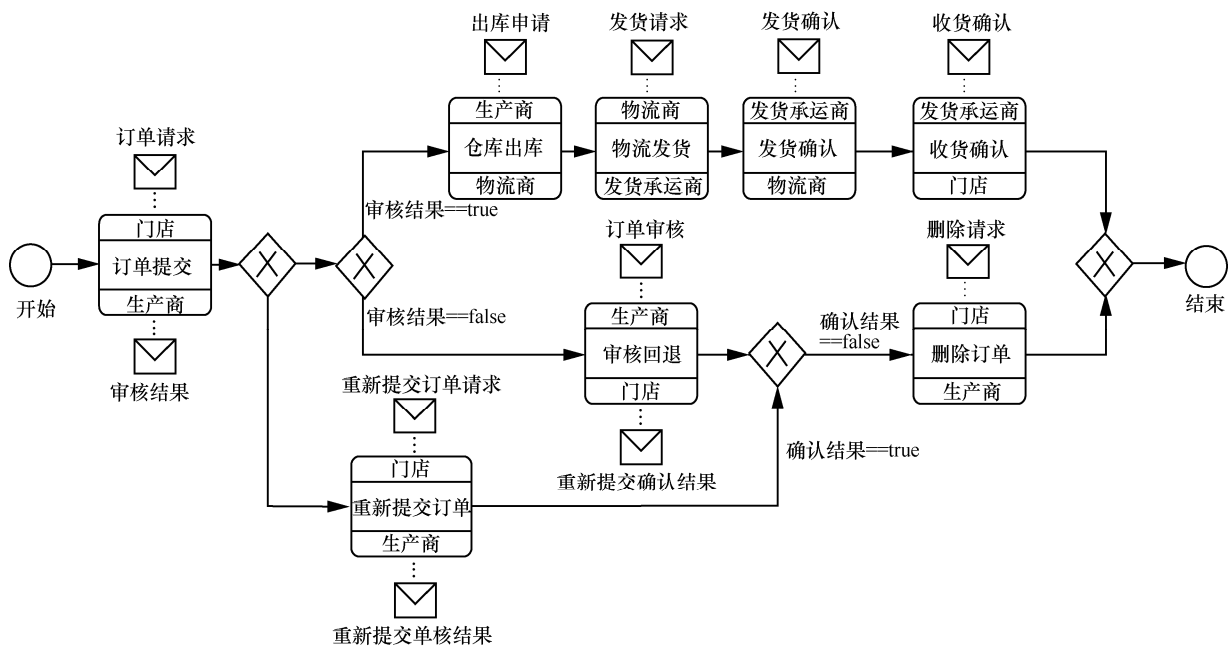 出库申请
发货请求
发货确认
收货确认
生产商
仓库出库
物流商
物流商
物流发货
发货承运商
发货承运商
发货确认
物流商
发货承运商
收货确认
门店
订单请求
门店
订单提交
生产商
审核结果
开始
审核结果==true
审核结果==false
订单审核
生产商
审核回退
门店
重新提交确认结果
确认结果
==false
删除请求
门店
删除订单
生产商
结束
重新提交订单请求
门店
重新提交订单
生产商
重新提交单核结果
确认结果==true